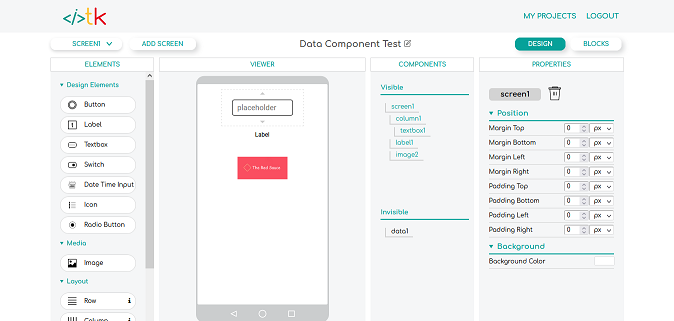 </>tk
MY PROJECTS LOGOUT
SCREEN1 ADD SCREEN Data Component Test DESIGN BLOCKS
ELEMENTS VIEWER COMPONENTS PROPERTIES
Design Elements
Button
Label
Textbox
Switch
Date Time Input
Icon
Radio Button
Media
Image
Layout
Row i
Column
placeholder
Label
The Red Sauce
Visible
screen1
column1
textbox1
label1
image2
Invisible
data1
screen1
Position
Margin Top 0 px
Margin Bottom 0 px
Margin Left 0 px
Margin Right 0 px
Padding Top 0 px
Padding Bottom 0 px
Padding Left 0 px
Padding Right 0 px
Background
Background Color